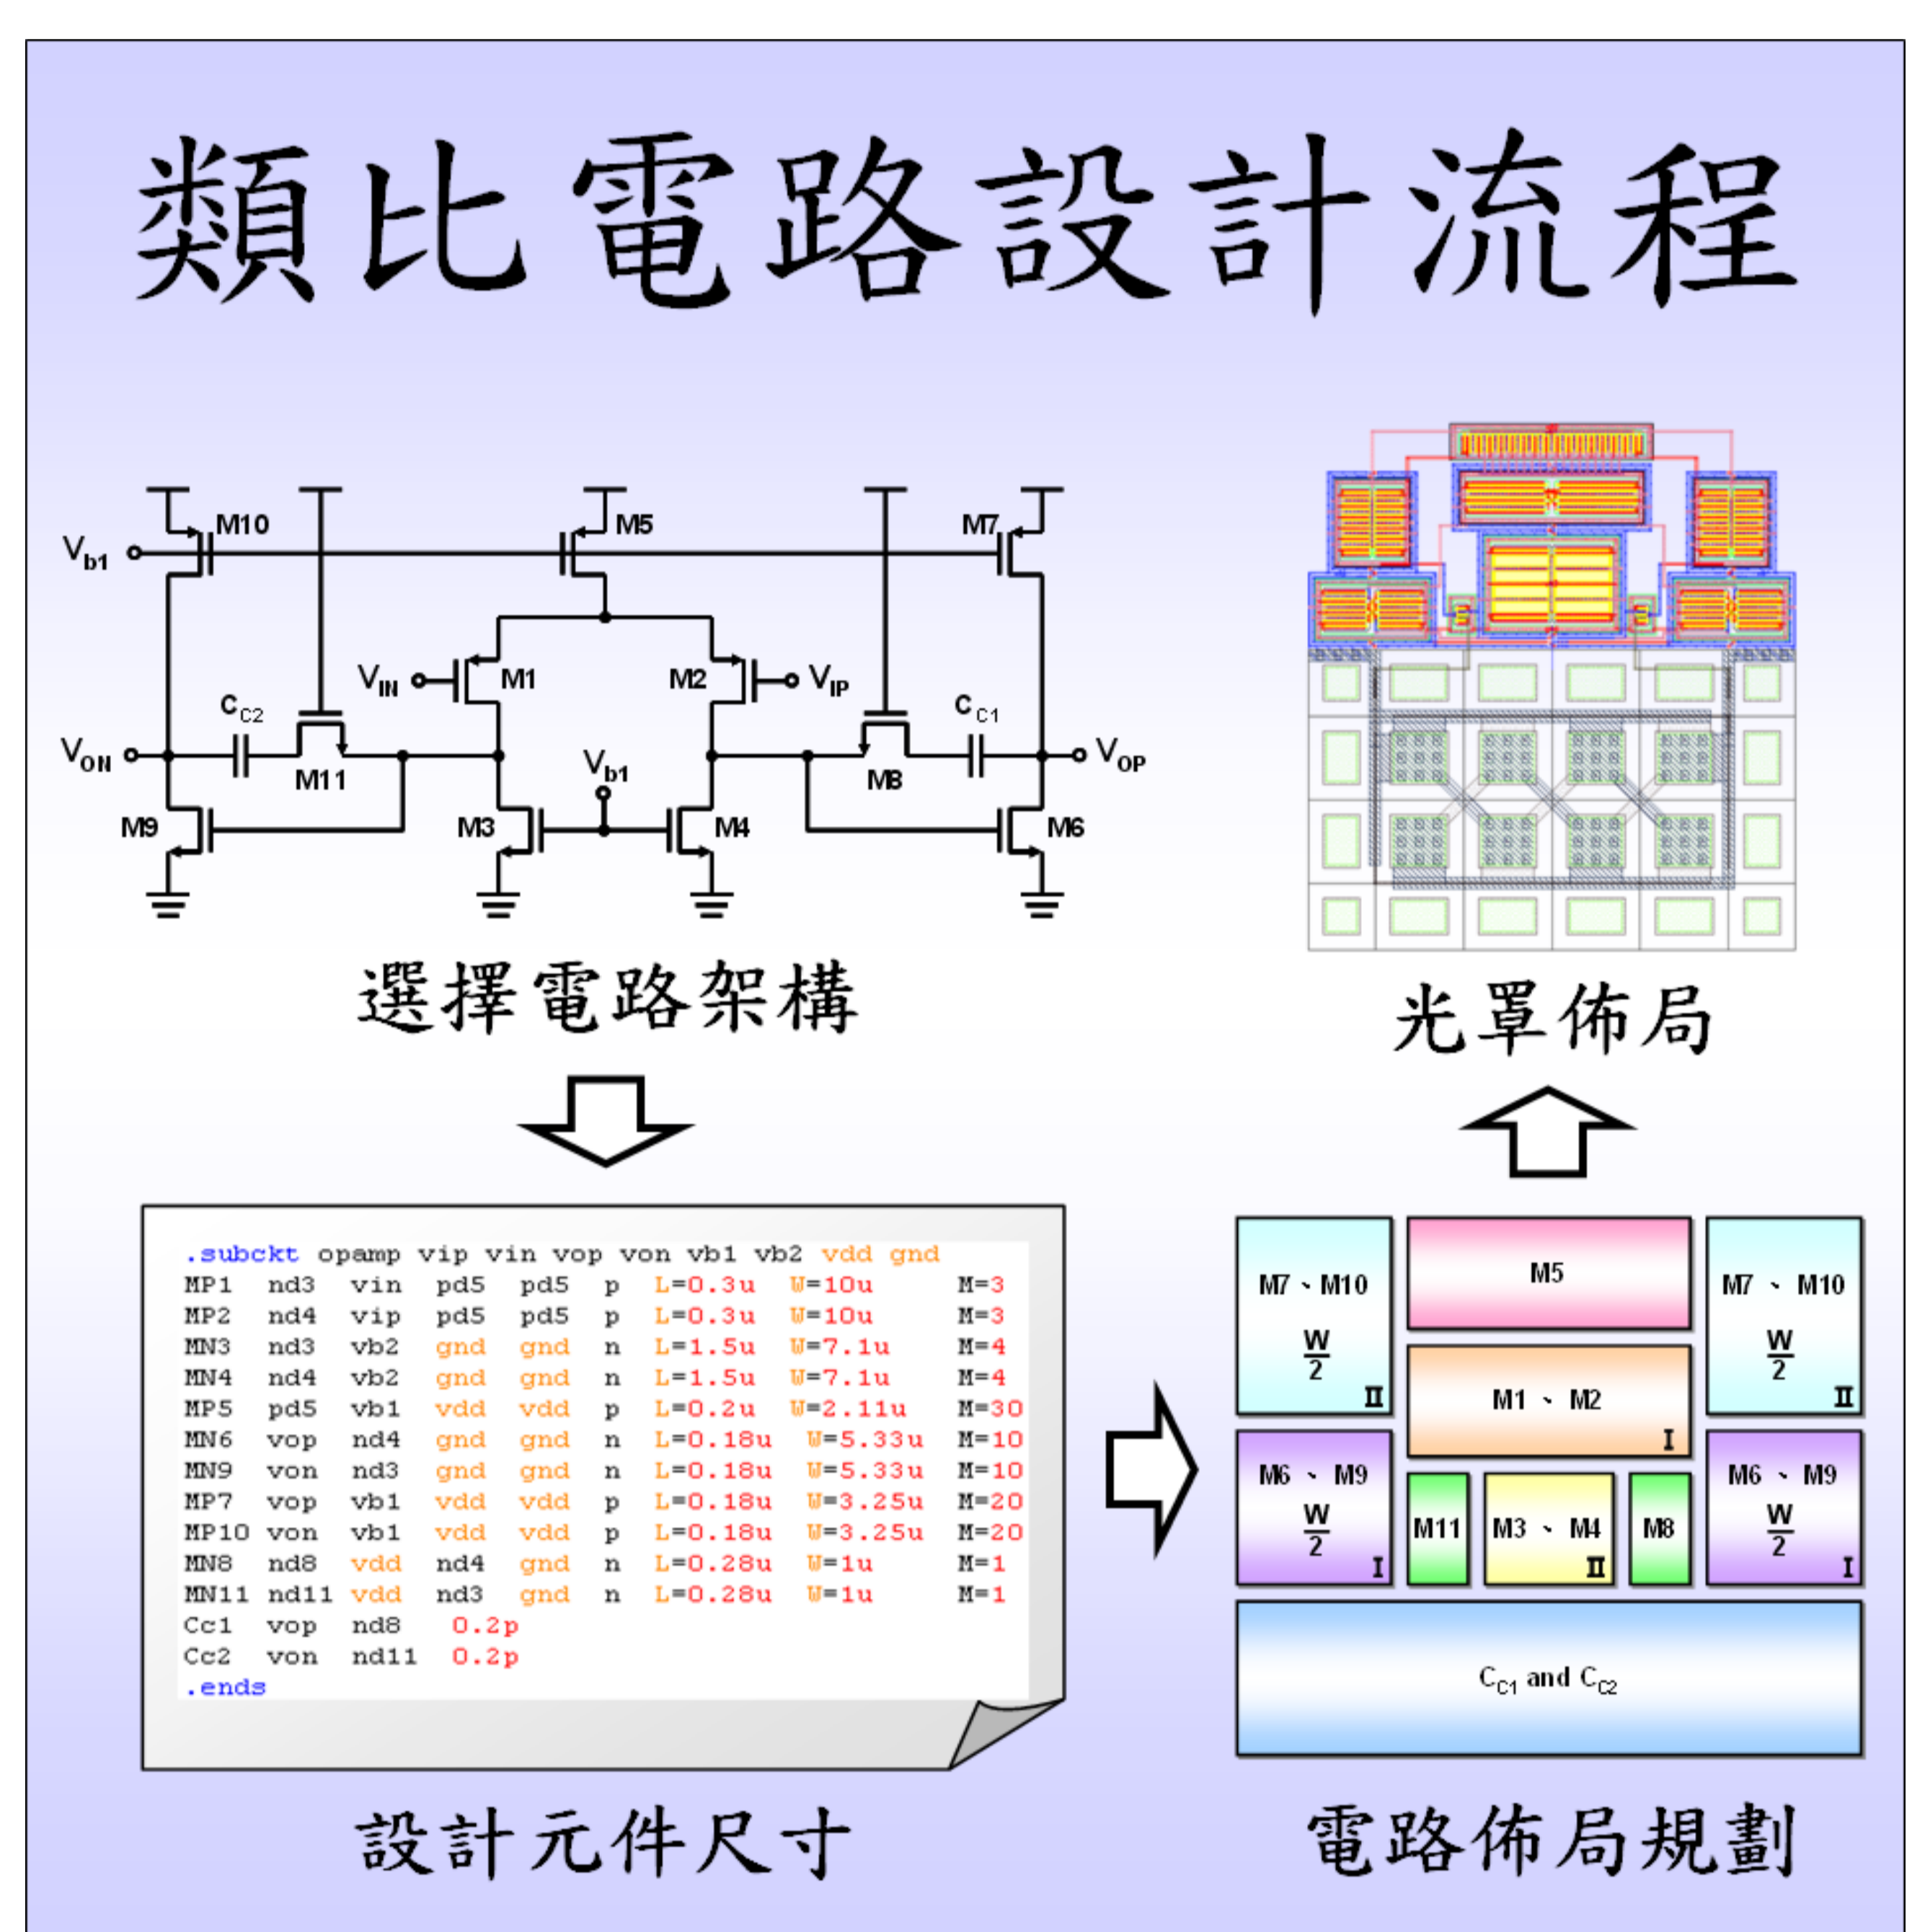 類比電路設計流程
M10
M5
M7
Vb1
VIN
M1
M2
VIP
CC2
CC1
VON
M11
Vb1
M8
VOP
M9
M3
M4
M6
選擇電路架構
光罩佈局
.subckt opamp vip vin vop von vb1 vb2 vdd gnd
MP1 nd3 vin pd5 pd5 p L=0.3u W=10u M=3
MP2 nd4 vip pd5 pd5 p L=0.3u W=10u M=3
MN3 nd3 vb2 gnd gnd n L=1.5u W=7.1u M=4
MN4 nd4 vb2 gnd gnd n L=1.5u W=7.1u M=4
MP5 pd5 vb1 vdd vdd p L=0.2u W=2.11u M=30
MN6 vop nd4 gnd gnd n L=0.18u W=5.33u M=10
MN9 von nd3 gnd gnd n L=0.18u W=5.33u M=10
MP7 vop vb1 vdd vdd p L=0.18u W=3.25u M=20
MP10 von vb1 vdd vdd p L=0.18u W=3.25u M=20
MN8 nd8 vdd nd4 gnd n L=0.28u W=1u M=1
MN11 nd11 vdd nd3 gnd n L=0.28u W=1u M=1
Cc1 vop nd8 0.2p
Cc2 von nd11 0.2p
.ends
設計元件尺寸
M7、M10
W
2
II
M5
M7、M10
W
2
II
M1、M2
I
M6、M9
W
2
I
M11
M3、M4
II
M8
M6、M9
W
2
I
CC1 and CC2
電路佈局規劃